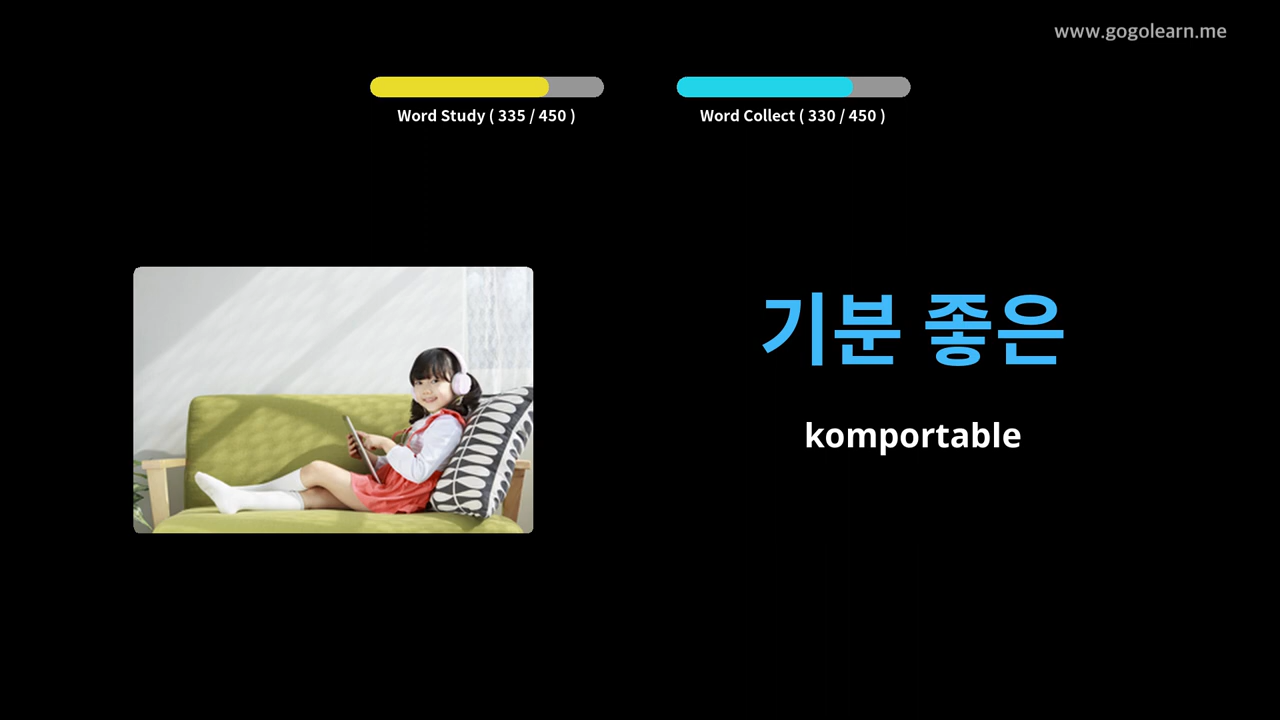 www.gogolearn.me
Word Study ( 335 / 450 )
Word Collect ( 330 / 450 )
기분 좋은
komportable